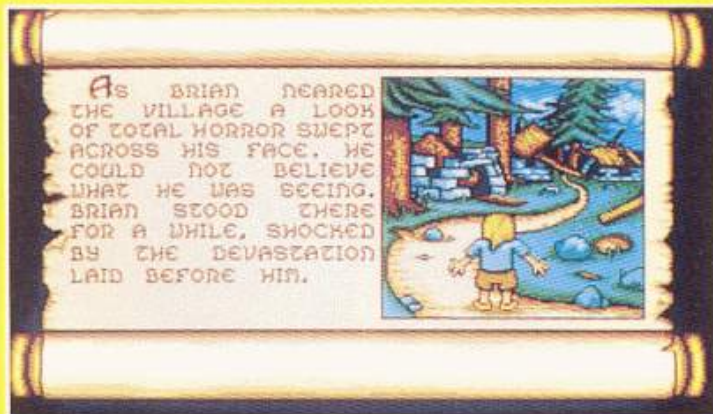 As BRIAN NEARED
THE VILLAGE A LOOK
OF TOTAL HORROR SWEPT
ACROSS HIS FACE. HE
COULD NOT BELIEVE
WHAT HE WAS SEEING.
BRIAN STOOD THERE
FOR A WHILE, SHOCKED
BY THE DEVASTATION
LAID BEFORE HIM.